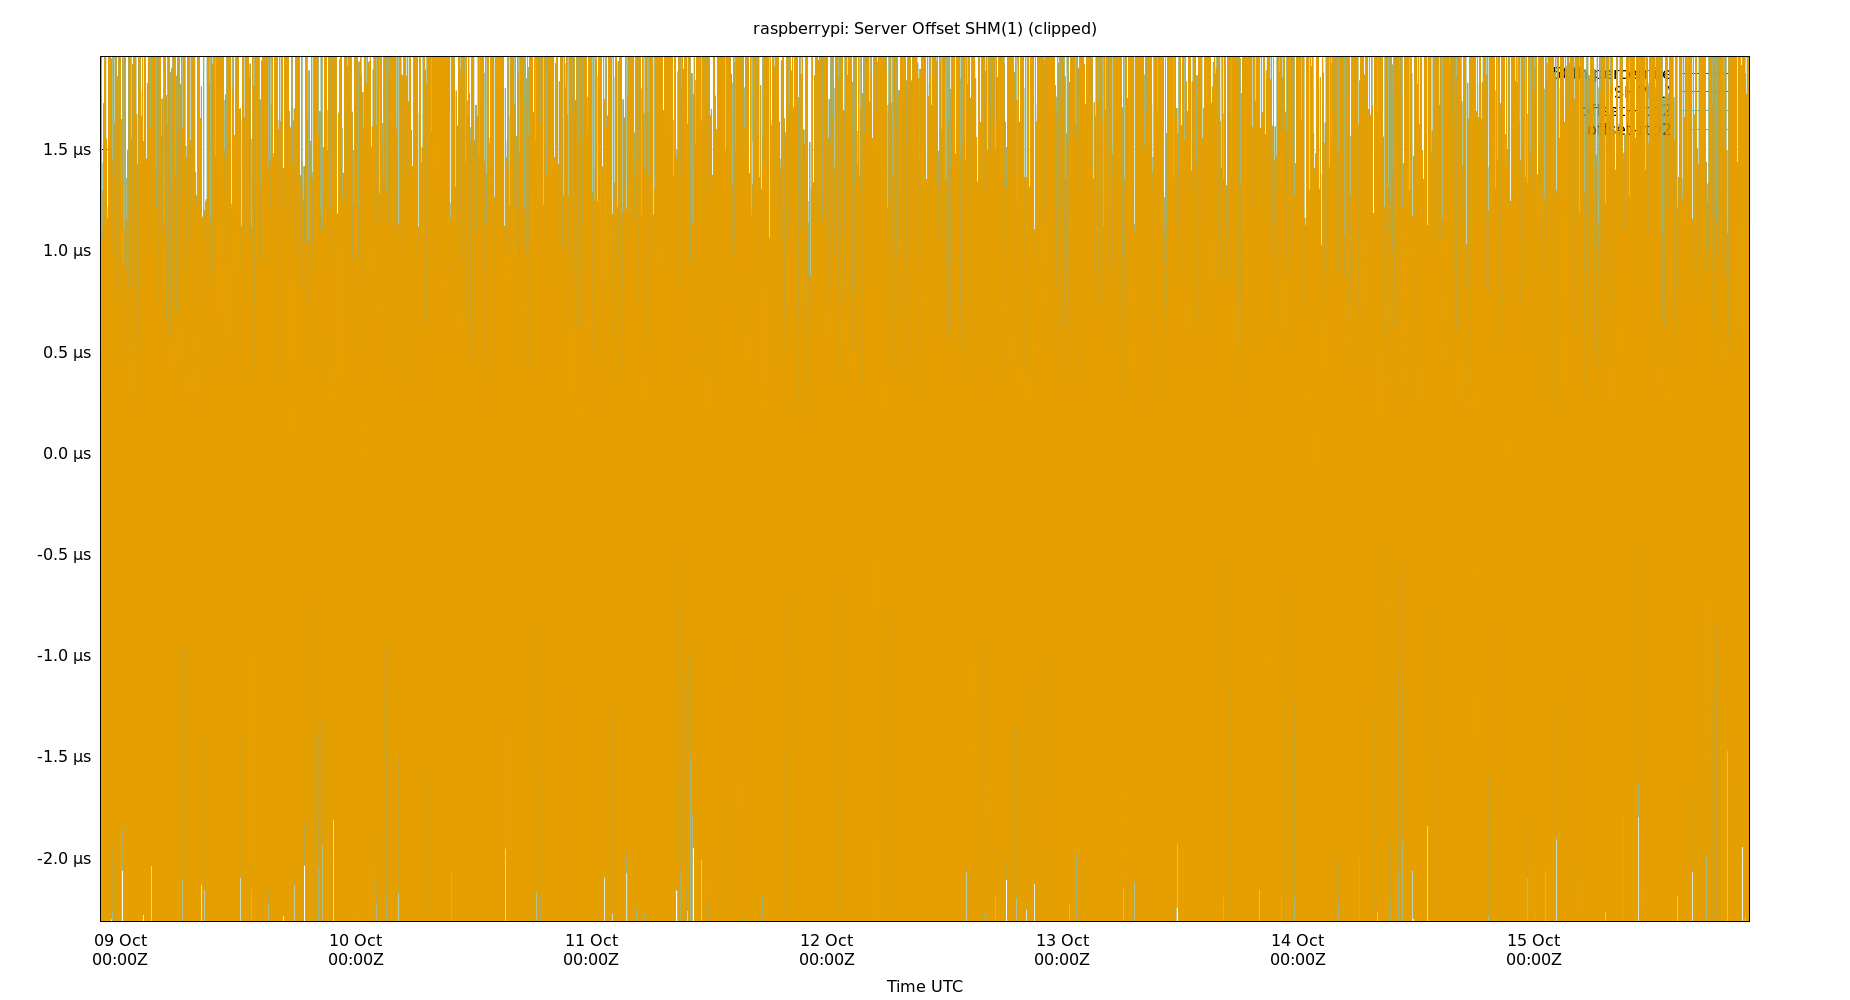 raspberrypi: Server Offset SHM(1) (clipped)
1.5 µs
1.0 µs
0.5 µs
0.0 µs
-0.5 µs
-1.0 µs
-1.5 µs
-2.0 µs
09 Oct 10 Oct 11 Oct 12 Oct 13 Oct 14 Oct 15 Oct
00:00Z 00:00Z 00:00Z 00:00Z 00:00Z 00:00Z 00:00Z
Time UTC